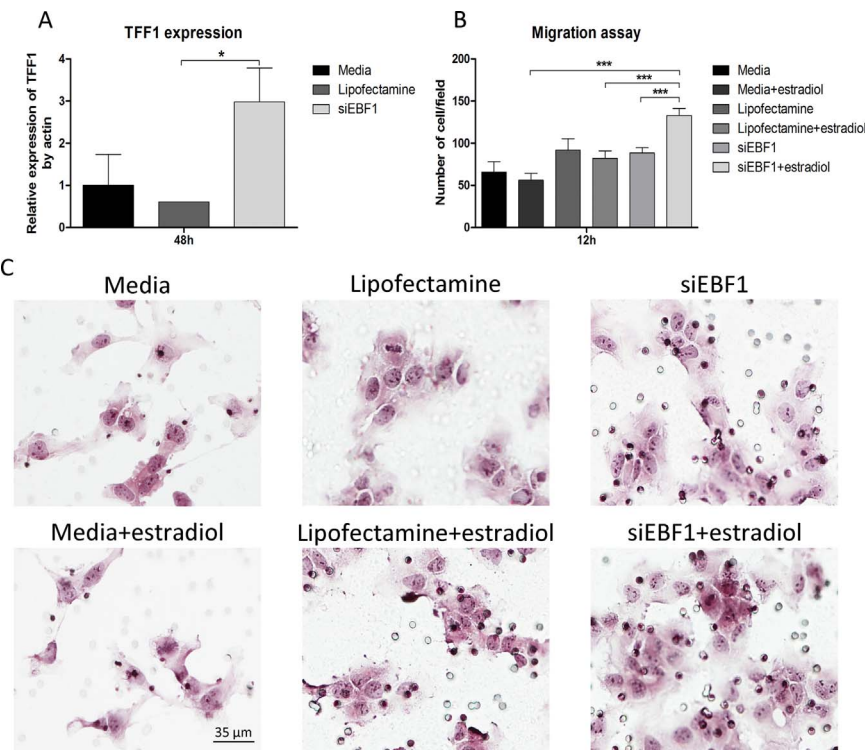 A
TFF1 expression
Relative expression of TFF1
by actin
4
3
2
1
0
*
48h
Media
Lipofectamine
siEBF1
B
Migration assay
Number of cell/field
200
150
100
50
0
***
***
***
12h
Media
Media+estradiol
Lipofectamine
Lipofectamine+estradiol
siEBF1
siEBF1+estradiol
C
Media
Lipofectamine
siEBF1
Media+estradiol
Lipofectamine+estradiol
siEBF1+estradiol
35 µm